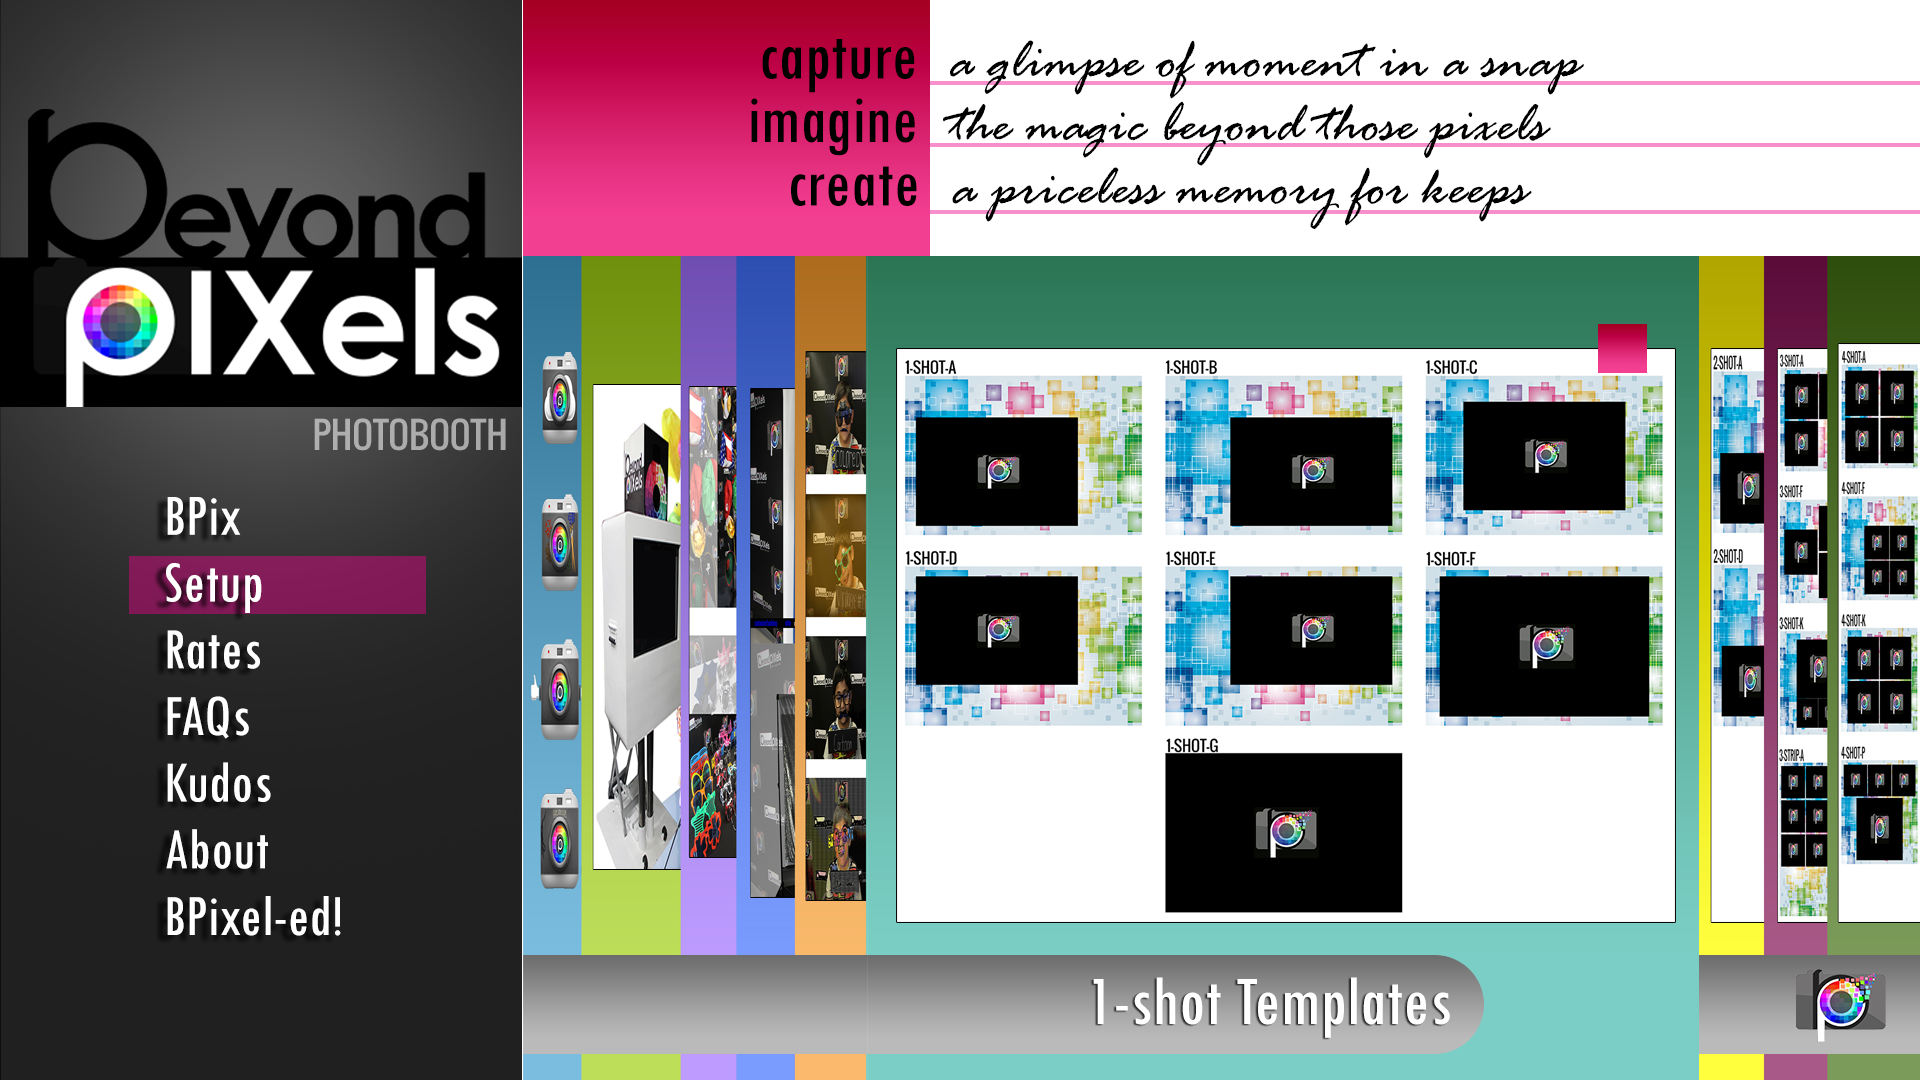 beyond
pIXels
PHOTOBOOTH
BPix
Setup
Rates
FAQs
Kudos
About
BPixel-ed!
capture a glimpse of moment in a snap
imagine the magic beyond those pixels
create a priceless memory for keeps
1-SHOT-A 1-SHOT-B 1-SHOT-C
1-SHOT-D 1-SHOT-E 1-SHOT-F
1-SHOT-G
2-SHOT-A
2-SHOT-D
3-SHOT-A
3-SHOT-F
3-SHOT-K
3-STRIP-A
4-SHOT-A
4-SHOT-F
4-SHOT-K
4-SHOT-P
1-shot Templates